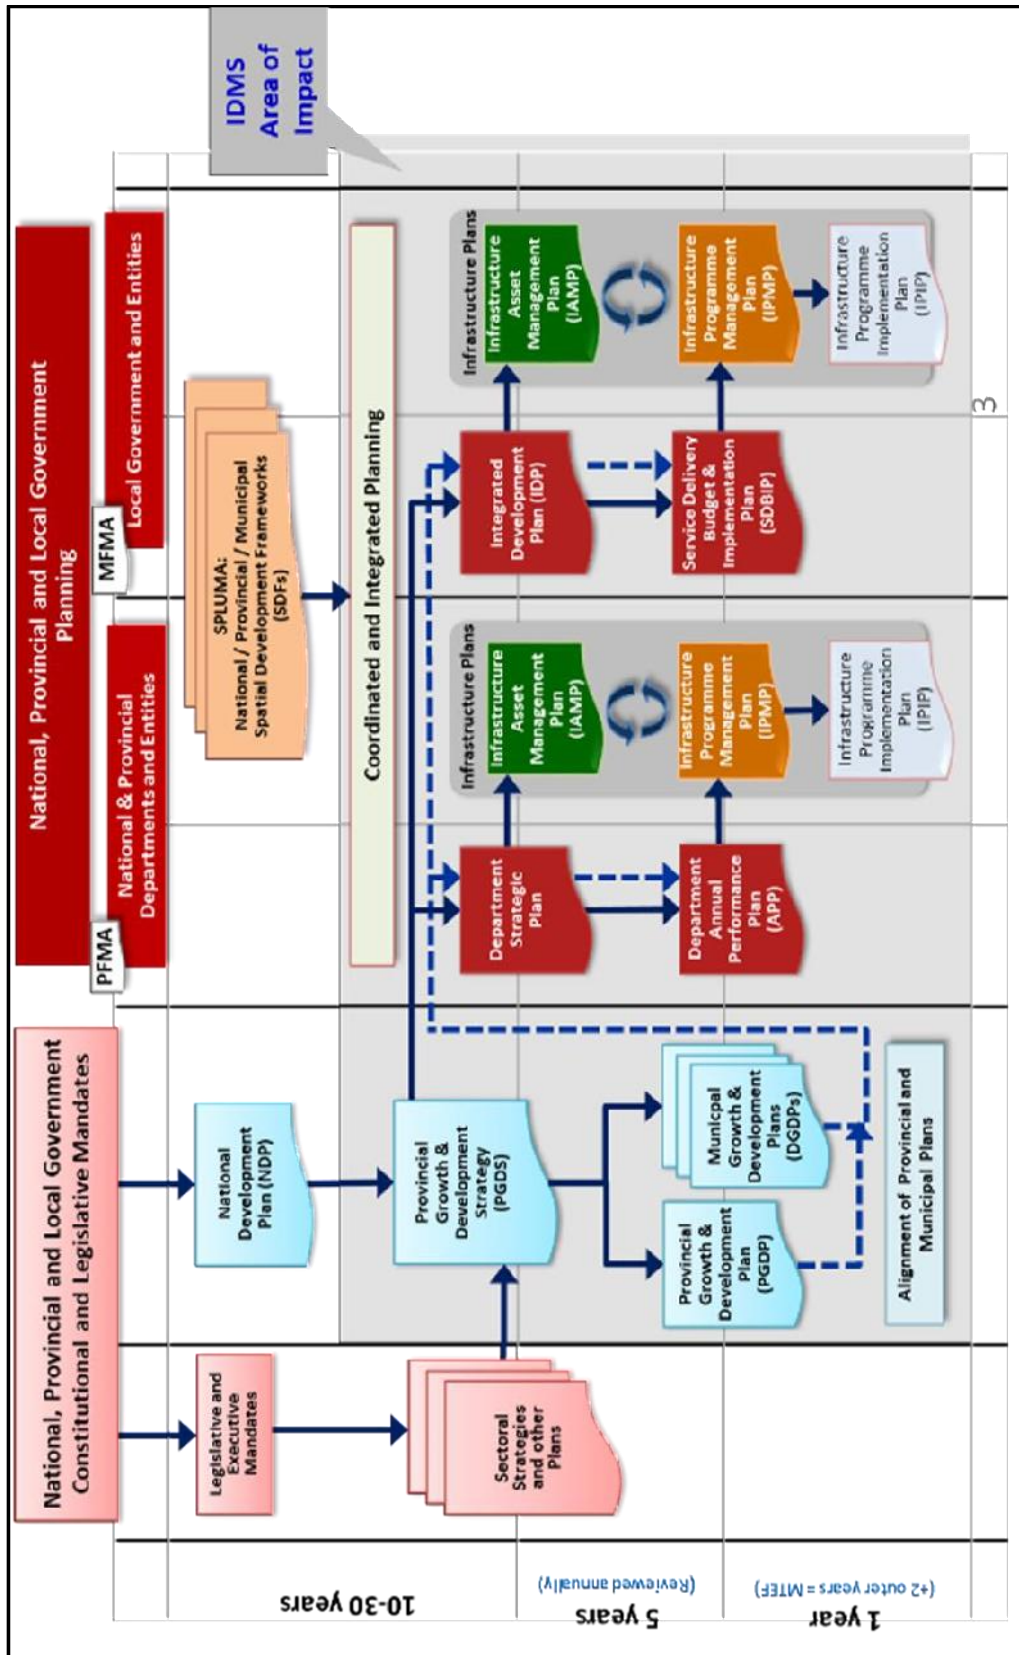 National, Provincial and Local Government
Constitutional and Legislative Mandates
National, Provincial and Local Government
Planning
PFMA
National & Provincial
Departments and Entities
MFMA
Local Government and Entities
IDMS
Area of
Impact
10-30 years
5 years
(Reviewed annually)
1 year
(+2 outer years = MTEF)
Legislative and
Executive
Mandates
Sectoral
Strategies
and other
Plans
National
Development
Plan (NDP)
Provincial
Growth &
Development
Strategy
(PGDS)
Provincial
Growth &
Development
Plan
(PGDP)
Municpal
Growth &
Development
Plans
(DGDPs)
Alignment of Provincial and
Municipal Plans
SPLUMA:
National / Provincial / Municipal
Spatial Development Frameworks
(SDFs)
Coordinated and Integrated Planning
Department
Strategic
Plan
Department
Annual
Performance
Plan
(APP)
Infrastructure Plans
Infrastructure
Asset
Management
Plan
(IAMP)
Infrastructure
Programme
Management
Plan
(IPMP)
Infrastructure
Programme
Implementation
Plan
(IPIP)
Integrated
Development
Plan (IDP)
Service Delivery
Budget &
Implementation
Plan
(SDBIP)
Infrastructure Plans
Infrastructure
Asset
Management
Plan
(IAMP)
Infrastructure
Programme
Management
Plan
(IPMP)
Infrastructure
Programme
Implementation
Plan
(IPIP)
3